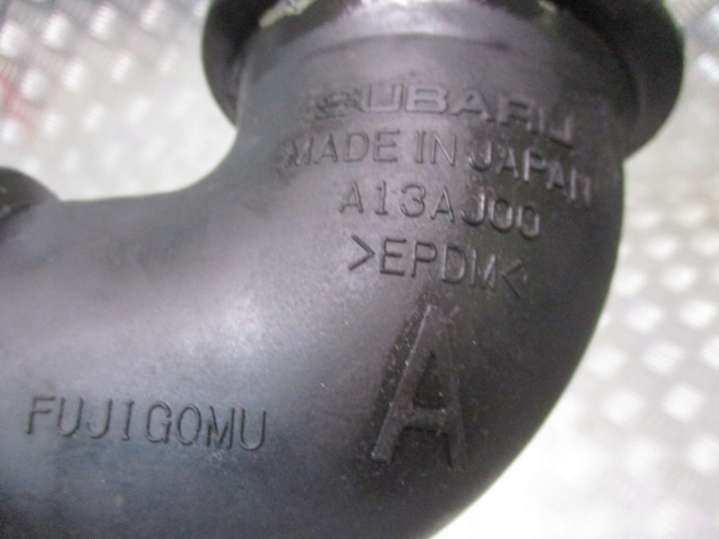 SUBARU
MADE IN JAPAN
A13AJ00
>EPDM<
A
FUJIGOMU